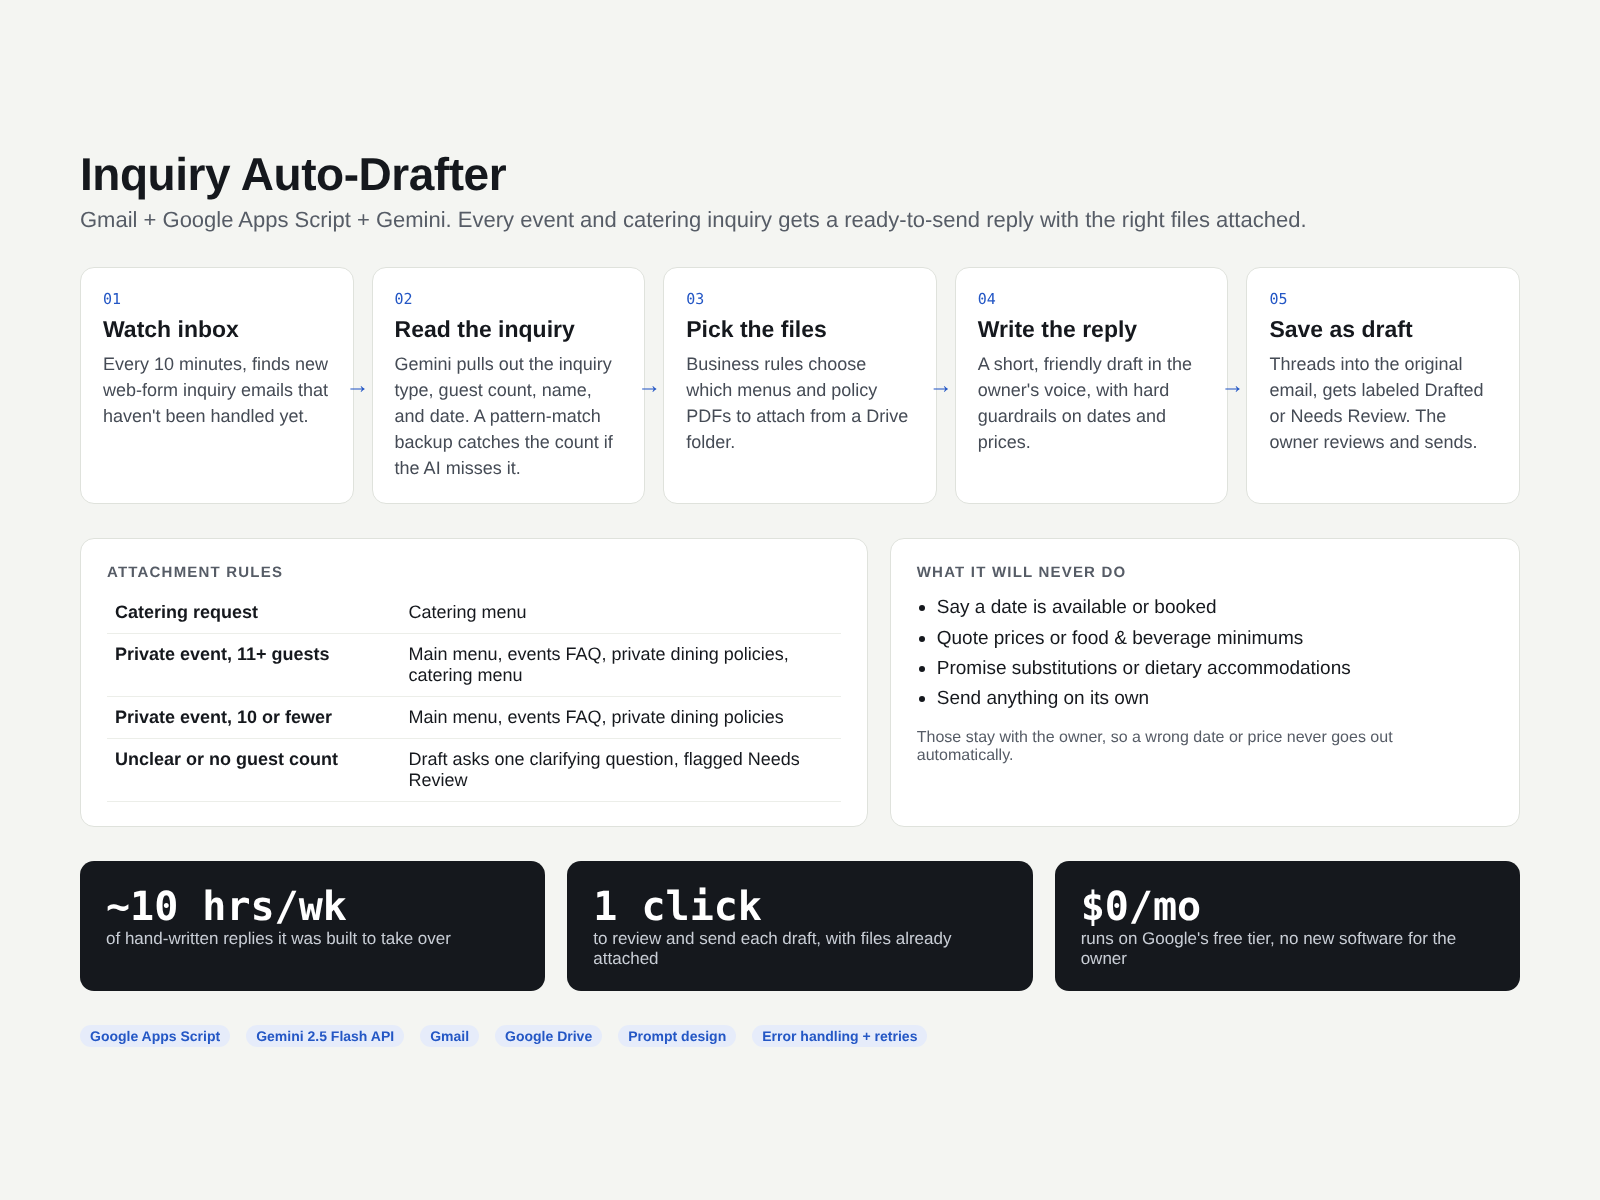 Inquiry Auto-Drafter
Gmail + Google Apps Script + Gemini. Every event and catering inquiry gets a ready-to-send reply with the right files attached.
01
Watch inbox
Every 10 minutes, finds new
web-form inquiry emails that
haven't been handled yet.
→
02
Read the inquiry
Gemini pulls out the inquiry
type, guest count, name,
and date. A pattern-match
backup catches the count if
the AI misses it.
→
03
Pick the files
Business rules choose
which menus and policy
PDFs to attach from a Drive
folder.
→
04
Write the reply
A short, friendly draft in the
owner's voice, with hard
guardrails on dates and
prices.
→
05
Save as draft
Threads into the original
email, gets labeled Drafted
or Needs Review. The
owner reviews and sends.
ATTACHMENT RULES
Catering request Catering menu
Private event, 11+ guests Main menu, events FAQ, private dining policies,
catering menu
Private event, 10 or fewer Main menu, events FAQ, private dining policies
Unclear or no guest count Draft asks one clarifying question, flagged Needs
Review
WHAT IT WILL NEVER DO
• Say a date is available or booked
• Quote prices or food & beverage minimums
• Promise substitutions or dietary accommodations
• Send anything on its own
Those stay with the owner, so a wrong date or price never goes out
automatically.
~10 hrs/wk
of hand-written replies it was built to take over
1 click
to review and send each draft, with files already
attached
$0/mo
runs on Google's free tier, no new software for the
owner
Google Apps Script Gemini 2.5 Flash API Gmail Google Drive Prompt design Error handling + retries